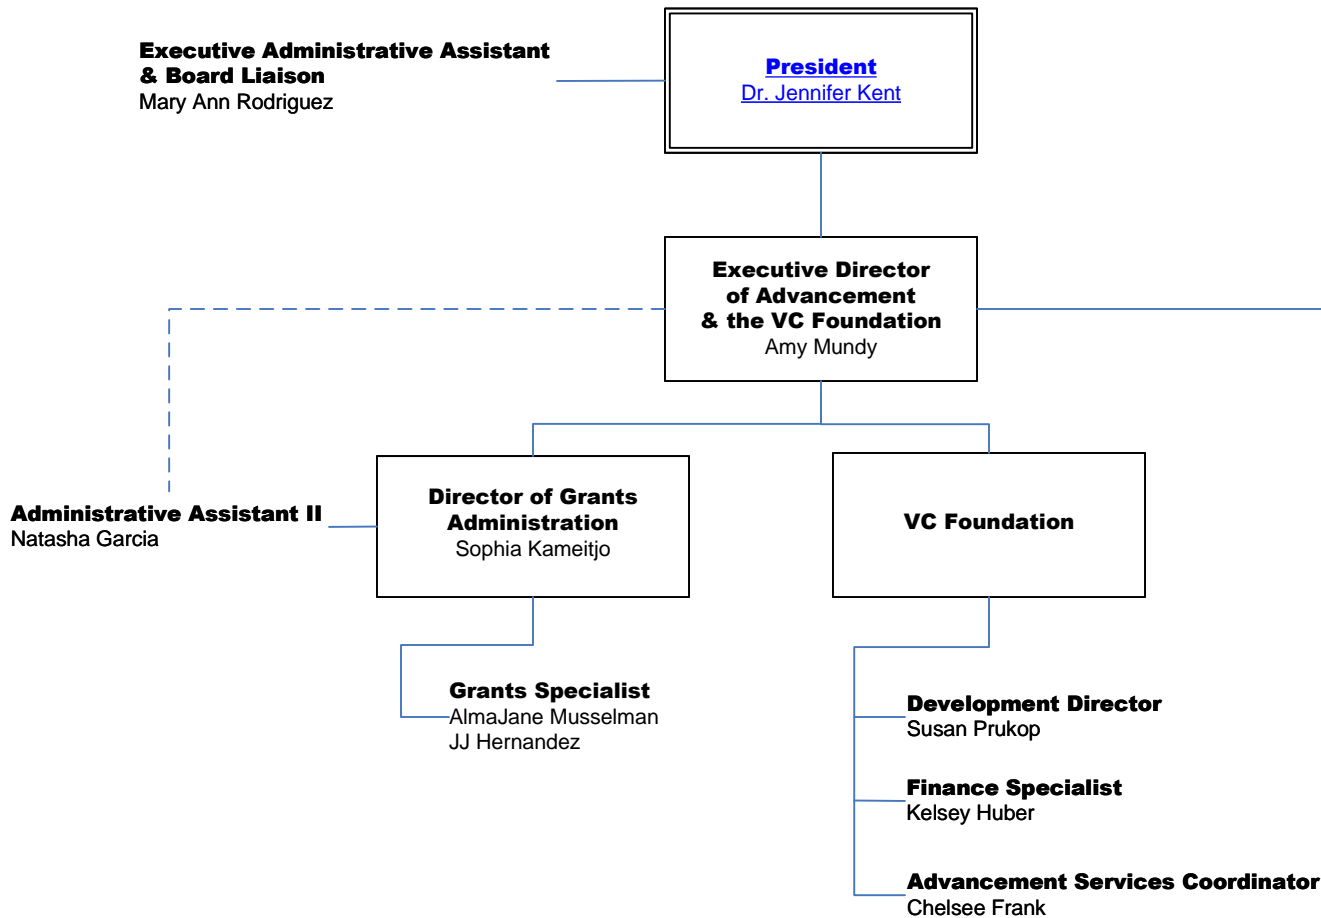 Executive Administrative Assistant
& Board Liaison
Mary Ann Rodriguez
President
Dr. Jennifer Kent
Executive Director
of Advancement
& the VC Foundation
Amy Mundy
Administrative Assistant II
Natasha Garcia
Director of Grants
Administration
Sophia Kameitjo
VC Foundation
Grants Specialist
AlmaJane Musselman
JJ Hernandez
Development Director
Susan Prukop
Finance Specialist
Kelsey Huber
Advancement Services Coordinator
Chelsee Frank